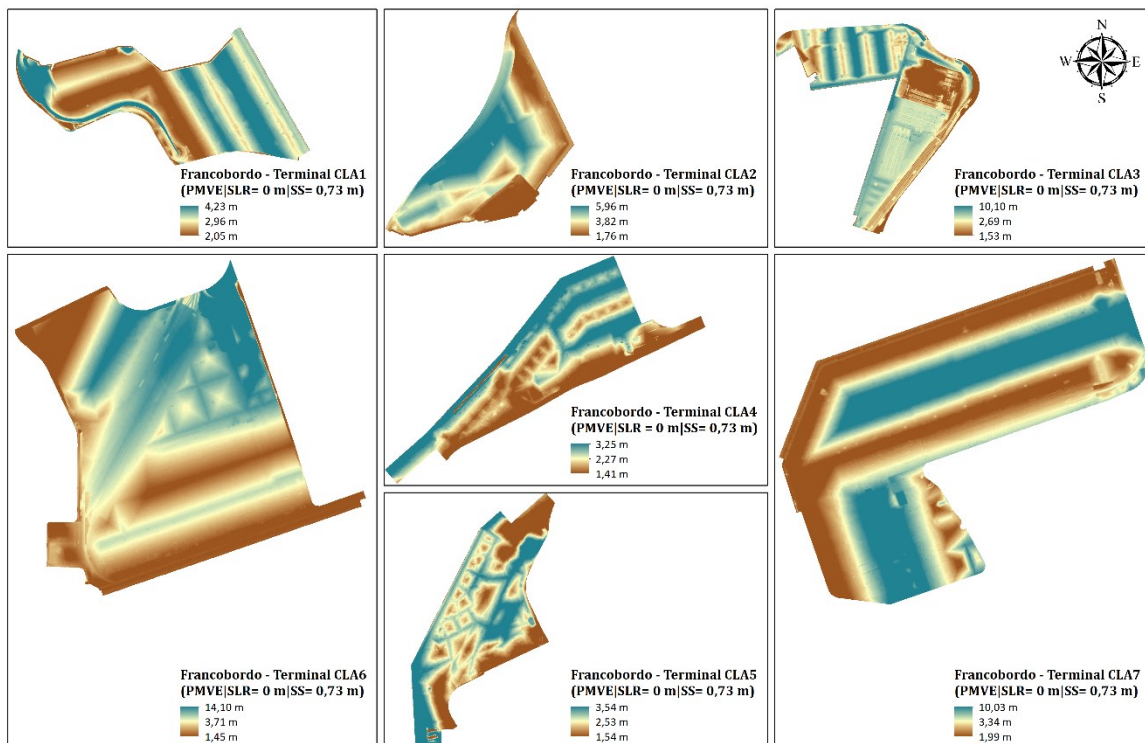 Francobordo - Terminal CLA1
(PMVE|SLR= 0 m|SS= 0,73 m)
4,23 m
2,96 m
2,05 m
Francobordo - Terminal CLA2
(PMVE|SLR= 0 m|SS= 0,73 m)
5,96 m
3,82 m
1,76 m
N
W E
S
Francobordo - Terminal CLA3
(PMVE|SLR= 0 m|SS= 0,73 m)
10,10 m
2,69 m
1,53 m
Francobordo - Terminal CLA6
(PMVE|SLR= 0 m|SS= 0,73 m)
14,10 m
3,71 m
1,45 m
Francobordo - Terminal CLA4
(PMVE|SLR = 0 m|SS= 0,73 m)
3,25 m
2,27 m
1,41 m
Francobordo - Terminal CLA5
(PMVE|SLR= 0 m|SS= 0,73 m)
3,54 m
2,53 m
1,54 m
Francobordo - Terminal CLA7
(PMVE|SLR= 0 m|SS= 0,73 m)
10,03 m
3,34 m
1,99 m